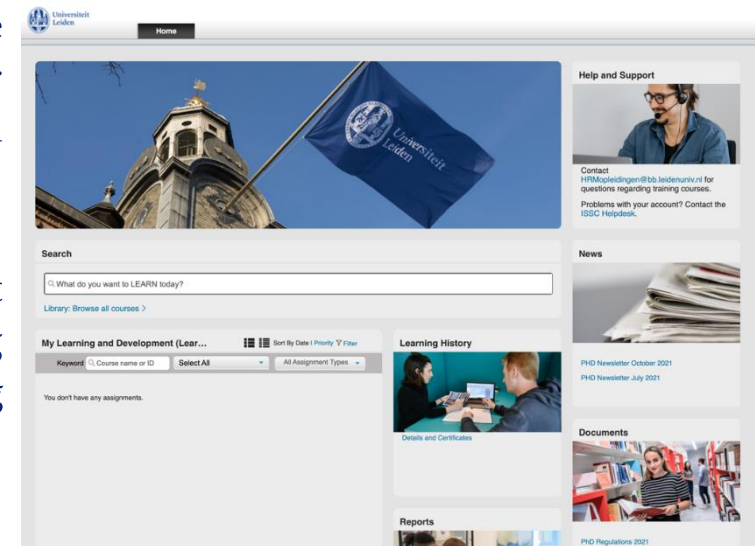 Universiteit
Leiden
Home
Universiteit
Leiden
Help and Support
Contact
HRMopleidingen@bb.leidenuniv.nl for
questions regarding training courses.
Problems with your account? Contact the
ISSC Helpdesk.
Search
What do you want to LEARN today?
Library: Browse all courses >
News
PHD Newsletter October 2021
PHD Newsletter July 2021
My Learning and Development (Lear...
Sort By Date | Priority Filter
Keyword Course name or ID Select All All Assignment Types
You don't have any assignments.
Learning History
Details and Certificates
Reports
Documents
PHD Regulations 2021